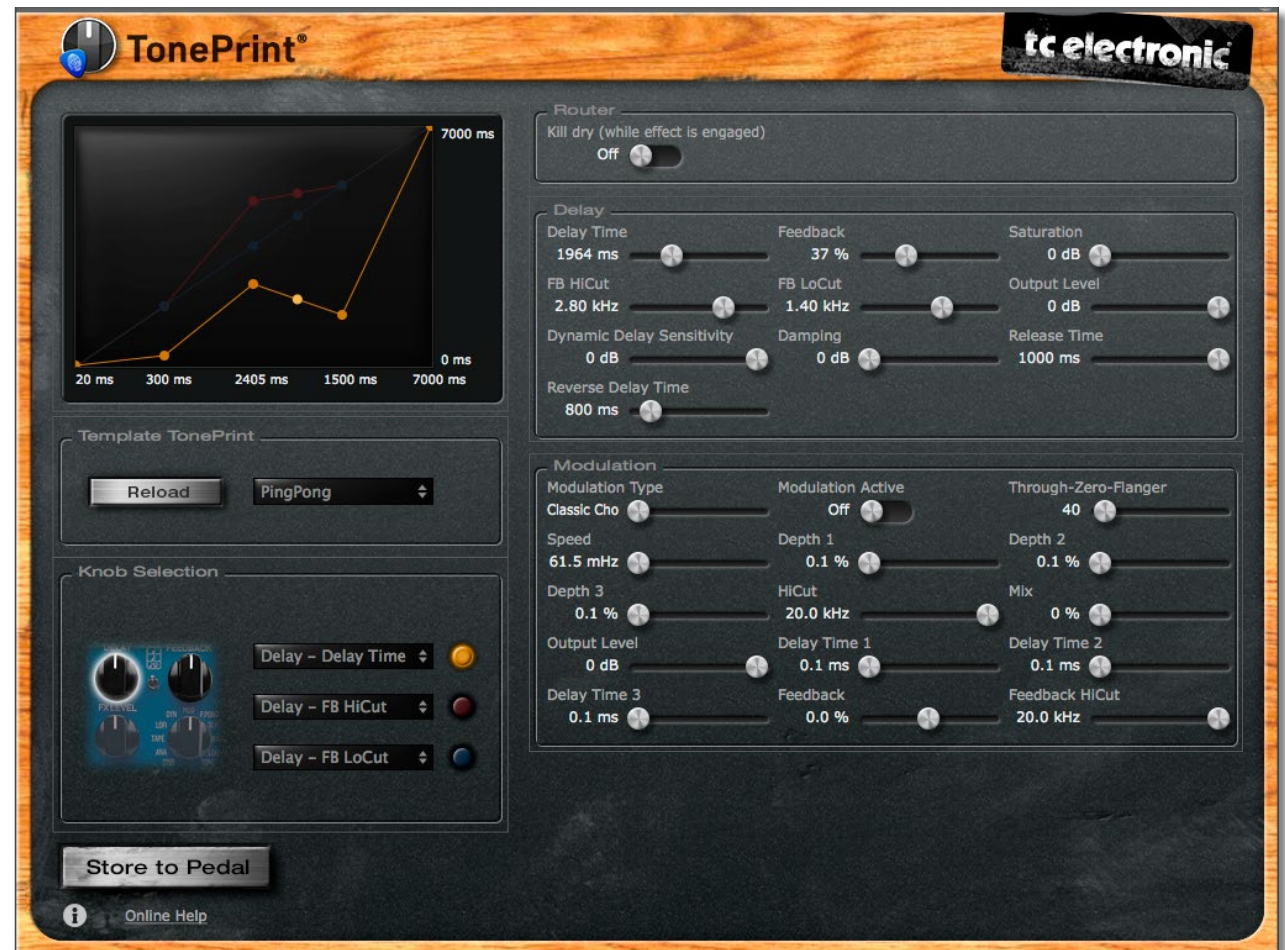 TonePrint®
tc electronic
7000 ms
0 ms
20 ms 300 ms 2405 ms 1500 ms 7000 ms
Template TonePrint
Reload PingPong
Knob Selection
DELAY FEEDBACK
FX LEVEL
Delay – Delay Time
Delay – FB HiCut
Delay – FB LoCut
Store to Pedal
i Online Help
Router
Kill dry (while effect is engaged)
Off
Delay
Delay Time Feedback Saturation
1964 ms 37 % 0 dB
FB HiCut FB LoCut Output Level
2.80 kHz 1.40 kHz 0 dB
Dynamic Delay Sensitivity Damping Release Time
0 dB 0 dB 1000 ms
Reverse Delay Time
800 ms
Modulation
Modulation Type Modulation Active Through-Zero-Flanger
Classic Cho Off 40
Speed Depth 1 Depth 2
61.5 mHz 0.1 % 0.1 %
Depth 3 HiCut Mix
0.1 % 20.0 kHz 0 %
Output Level Delay Time 1 Delay Time 2
0 dB 0.1 ms 0.1 ms
Delay Time 3 Feedback Feedback HiCut
0.1 ms 0.0 % 20.0 kHz